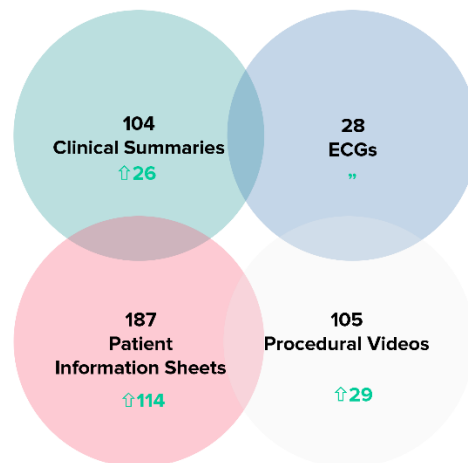 104
Clinical Summaries
⇧26
28
ECGs
”
187
Patient
Information Sheets
⇧114
105
Procedural Videos
⇧29